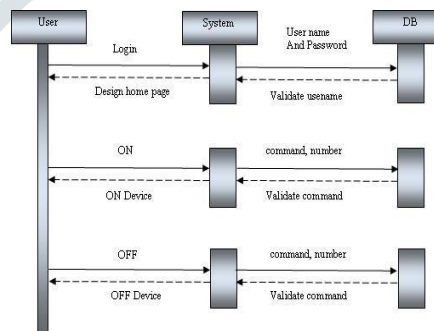 User
System
DB
Login
User name
And Password
Design home page
Validate usename
ON
command, number
ON Device
Validate command
OFF
command, number
OFF Device
Validate command